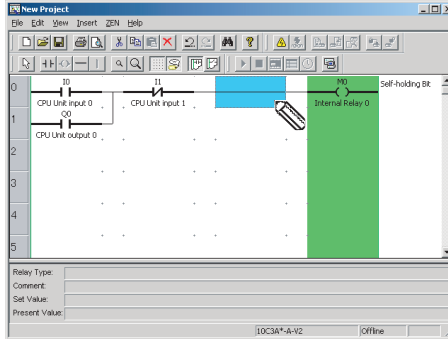 New Project
File Edit View Insert ZEN Help
0 I0 I1 M0 Self-holding Bit
CPU Unit input 0 CPU Unit input 1 Internal Relay 0
1 Q0
CPU Unit output 0
2
3
4
5
Relay Type:
Comment:
Set Value:
Present Value:
10C3A*-A-V2 Offline